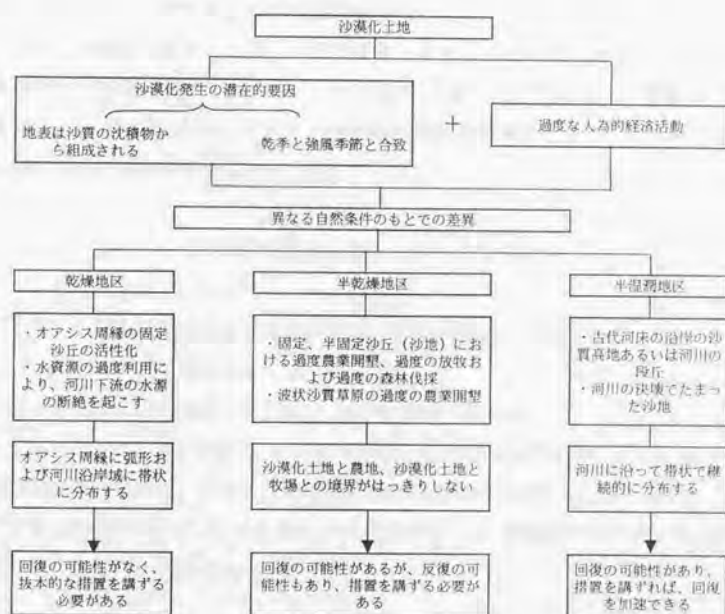 沙漠化土地
沙漠化発生の潜在的要因
地表は沙質の沈積物か
ら組成される
乾季と強風季節と合致
+
過度な人為的経済活動
異なる自然条件のもとでの差異
乾燥地区
・オアシス周縁の固定
沙丘の活性化
・水資源の過度利用に
より、河川下流の水源
の断絶を起こす
オアシス周縁に弧形お
よび河川沿岸域に帯状
に分布する
回復の可能性がなく、
抜本的な措置を講ずる
必要がある
半乾燥地区
・固定、半固定沙丘（沙地）にお
ける過度農業開墾、過度の放牧お
よび過度の森林伐採
・波状沙質草原の過度の農業開墾
沙漠化土地と農地、沙漠化土地と
牧場との境界がはっきりしない
回復の可能性があるが、反復の可
能性もあり、措置を講ずる必要が
ある
半湿潤地区
・古代河床の沿岸の沙
質高地あるいは河川の
段丘
・河川の決壊でたまっ
た沙地
河川に沿って帯状で継
続的に分布する
回復の可能性があり、
措置を講ずれば、回復
を加速できる